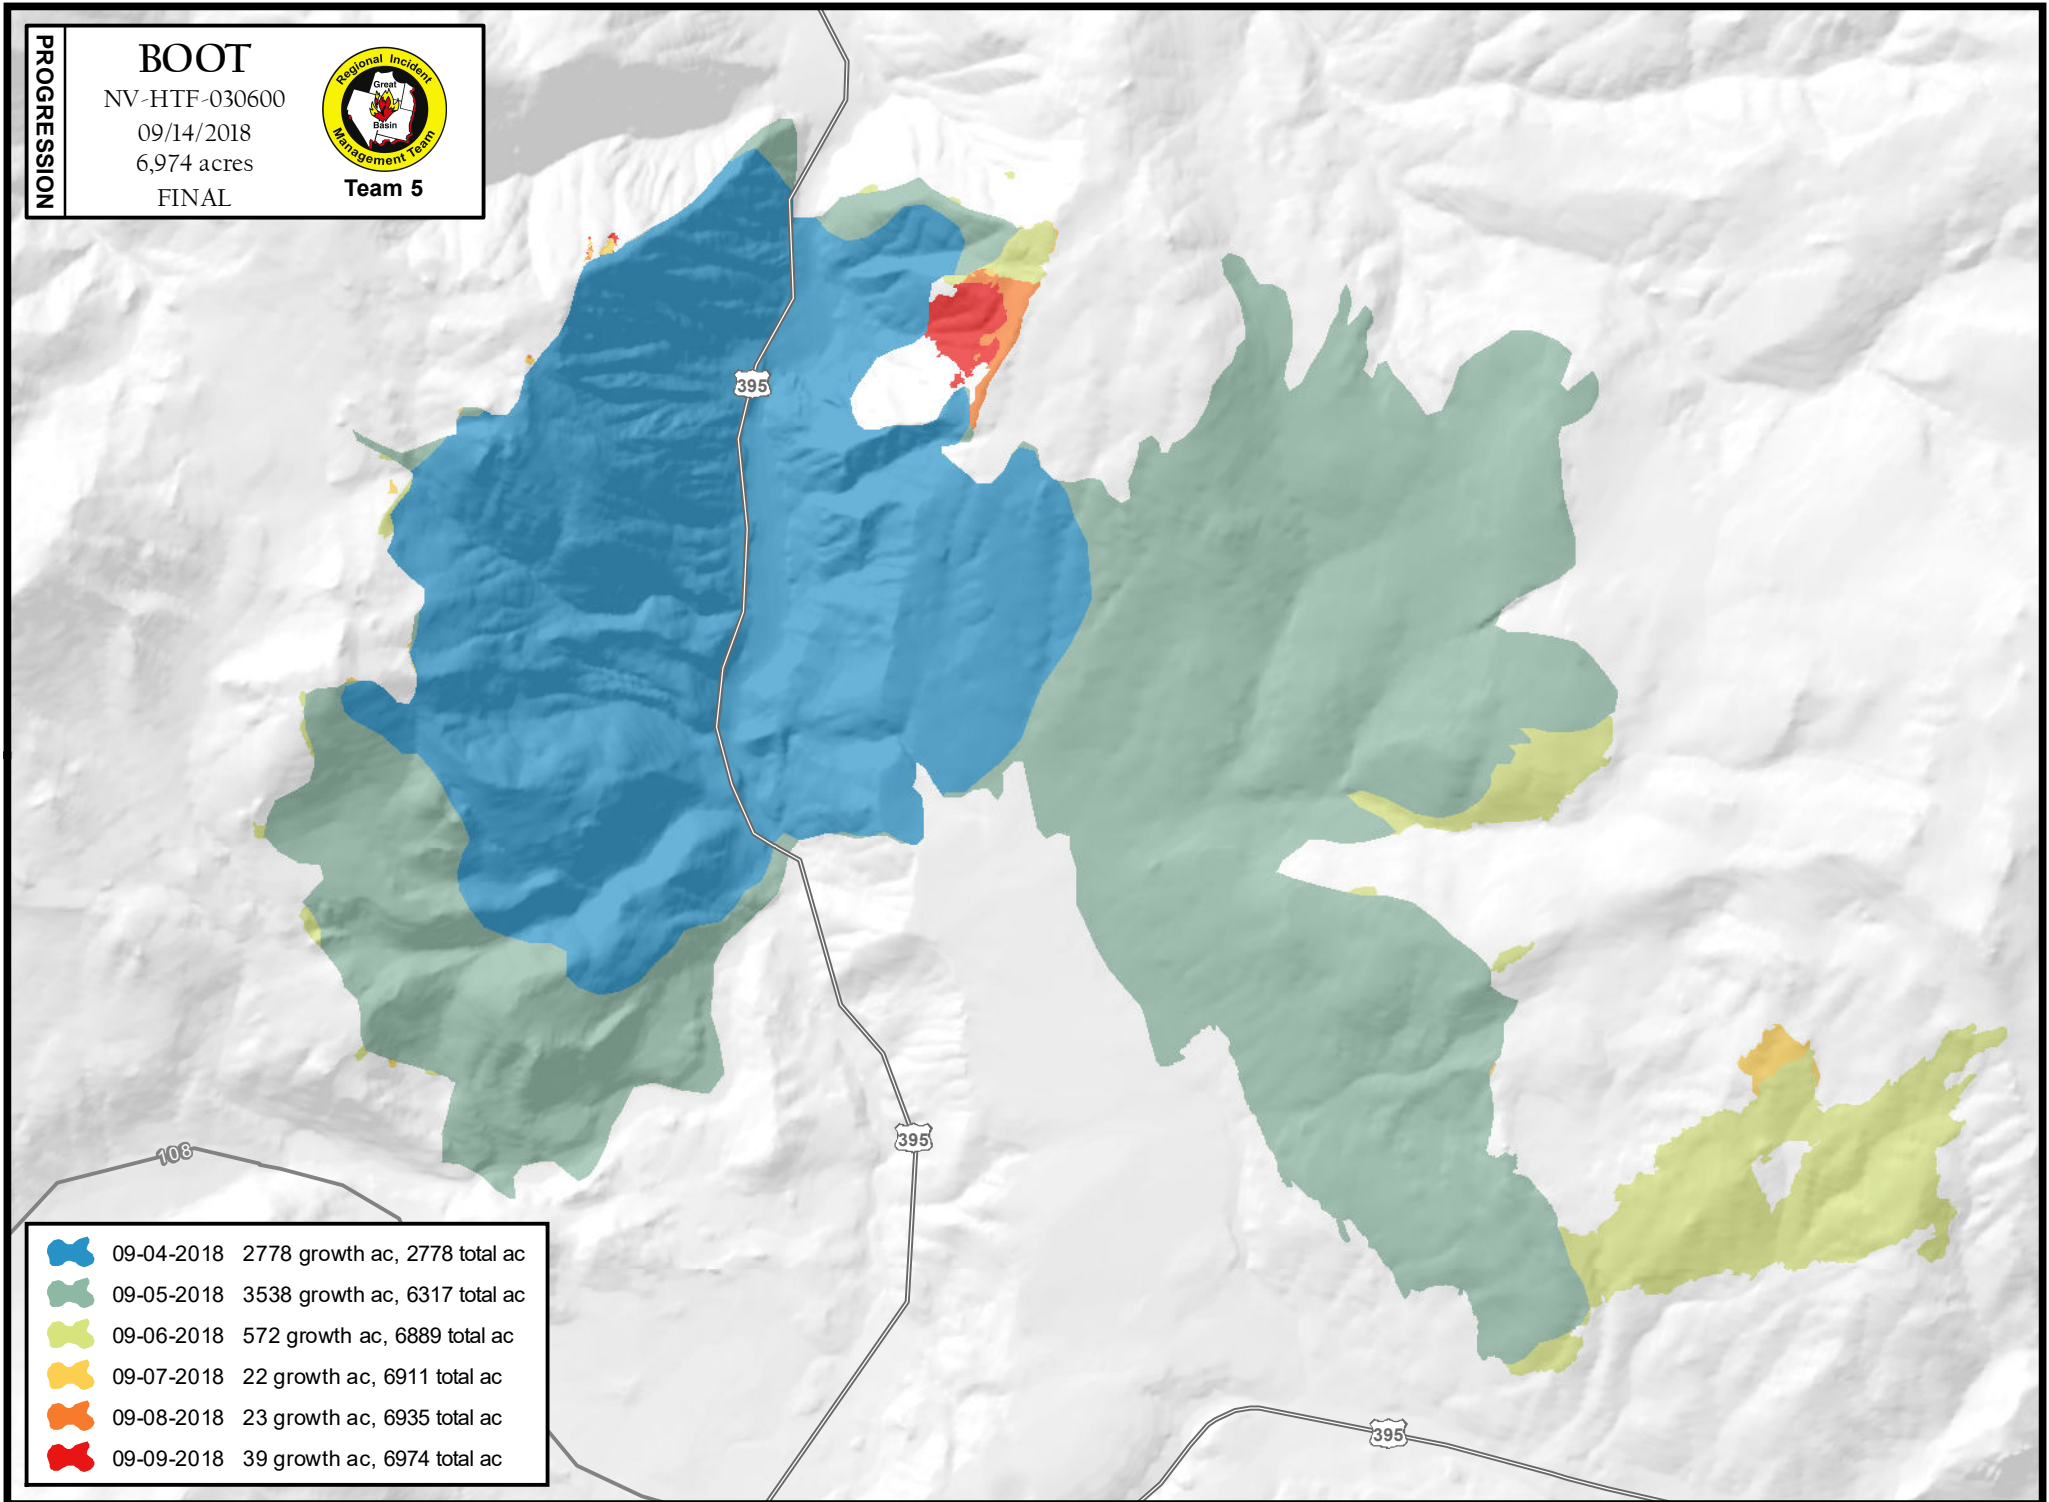 PROGRESSION
BOOT
NV-HTF-030600
09/14/2018
6,974 acres
FINAL
Regional Incident
Great
Basin
Management Team
Team 5
395
395
108
395
09-04-2018 2778 growth ac, 2778 total ac
09-05-2018 3538 growth ac, 6317 total ac
09-06-2018 572 growth ac, 6889 total ac
09-07-2018 22 growth ac, 6911 total ac
09-08-2018 23 growth ac, 6935 total ac
09-09-2018 39 growth ac, 6974 total ac